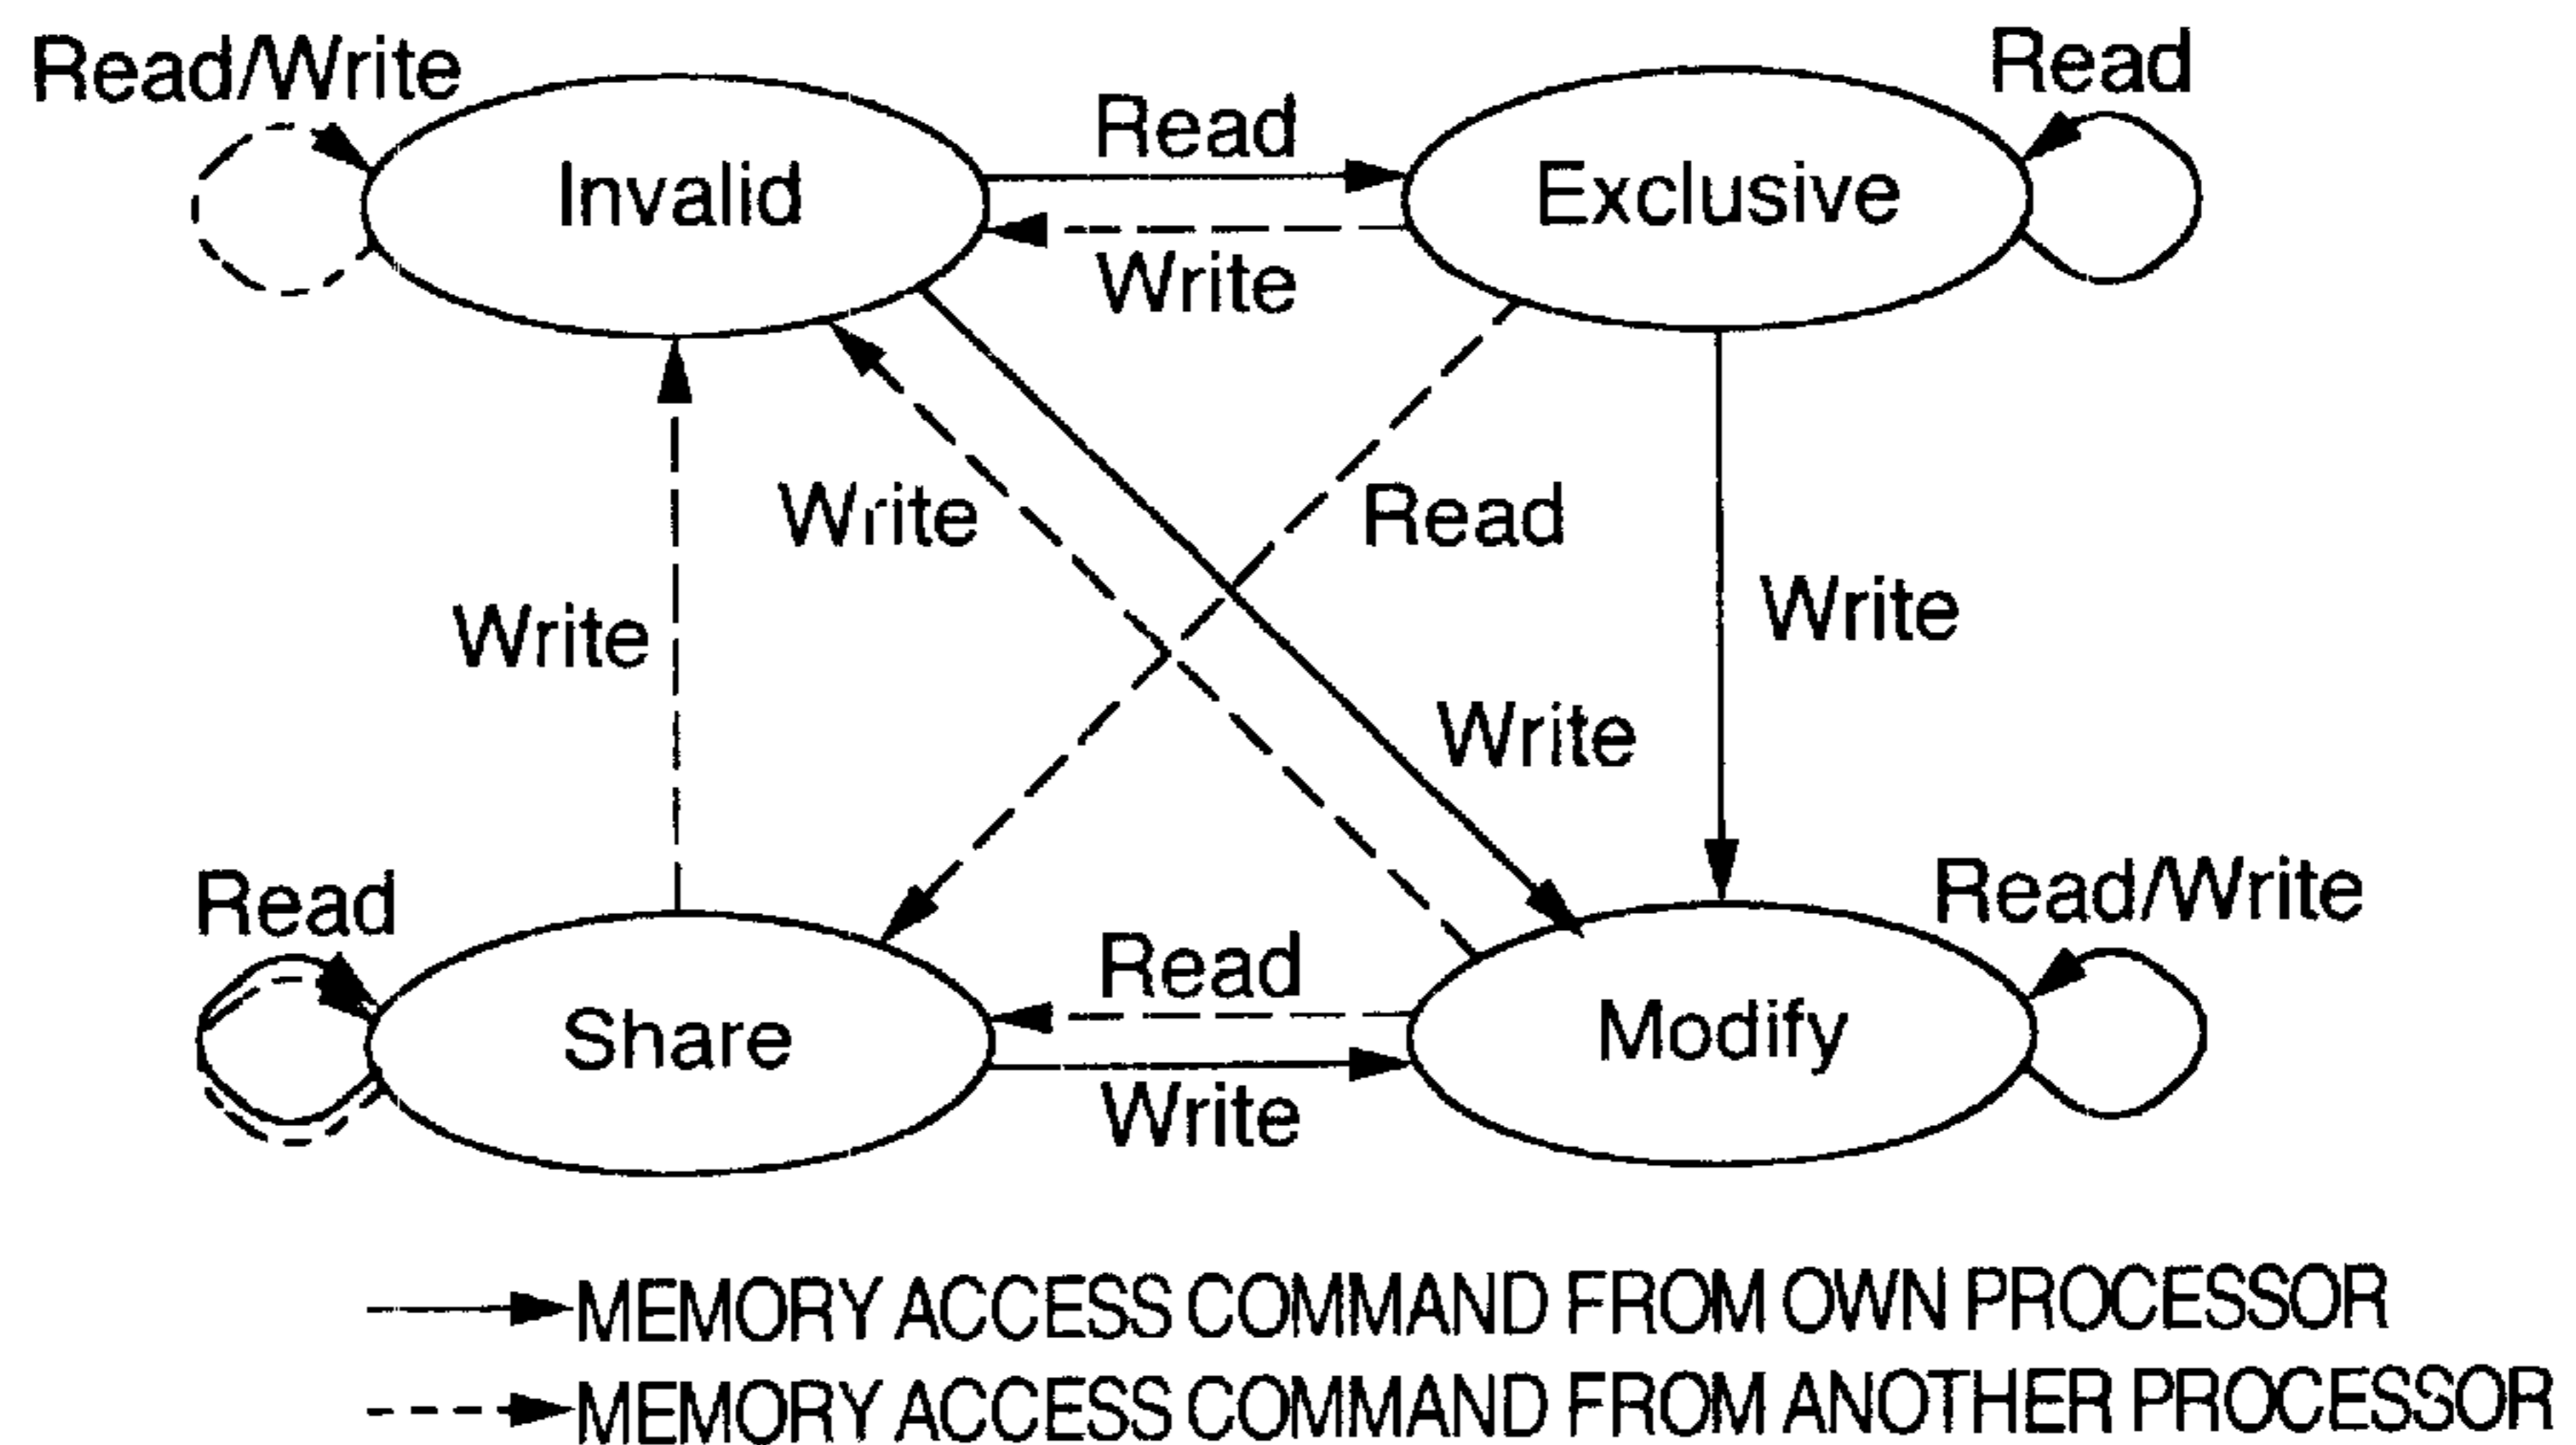 Read/Write
Read
Read
Invalid
Exclusive
Write
Write
Read
Write
Write
Write
Read
Read/Write
Read
Share
Modify
Write
MEMORY ACCESS COMMAND FROM OWN PROCESSOR
MEMORY ACCESS COMMAND FROM ANOTHER PROCESSOR